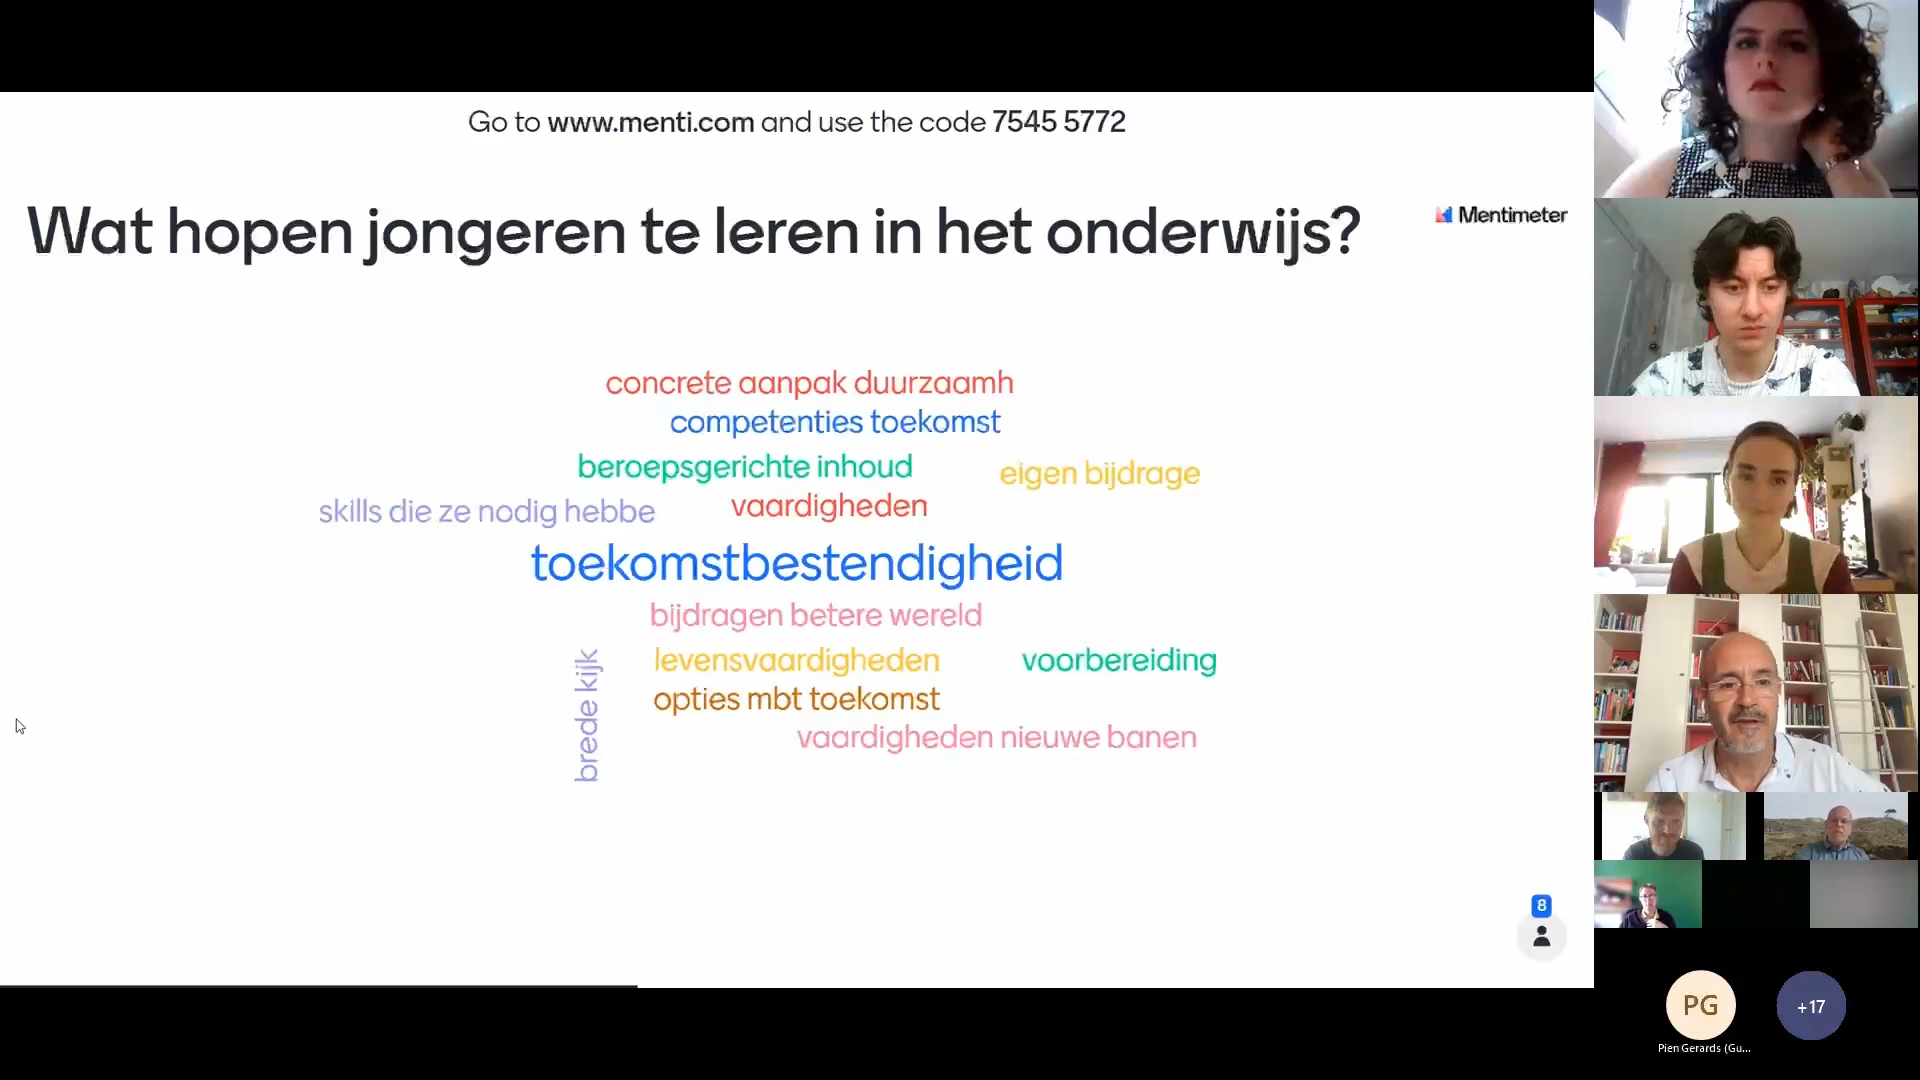 Go to www.menti.com and use the code 7545 5772
Wat hopen jongeren te leren in het onderwijs?
Mentimeter
concrete aanpak duurzaamh
competenties toekomst
beroepsgerichte inhoud
eigen bijdrage
skills die ze nodig hebbe
vaardigheden
toekomstbestendigheid
bijdragen betere wereld
brede kijk
levensvaardigheden
voorbereiding
opties mbt toekomst
vaardigheden nieuwe banen
8
PG
+17
Pien Gerards (Gu...